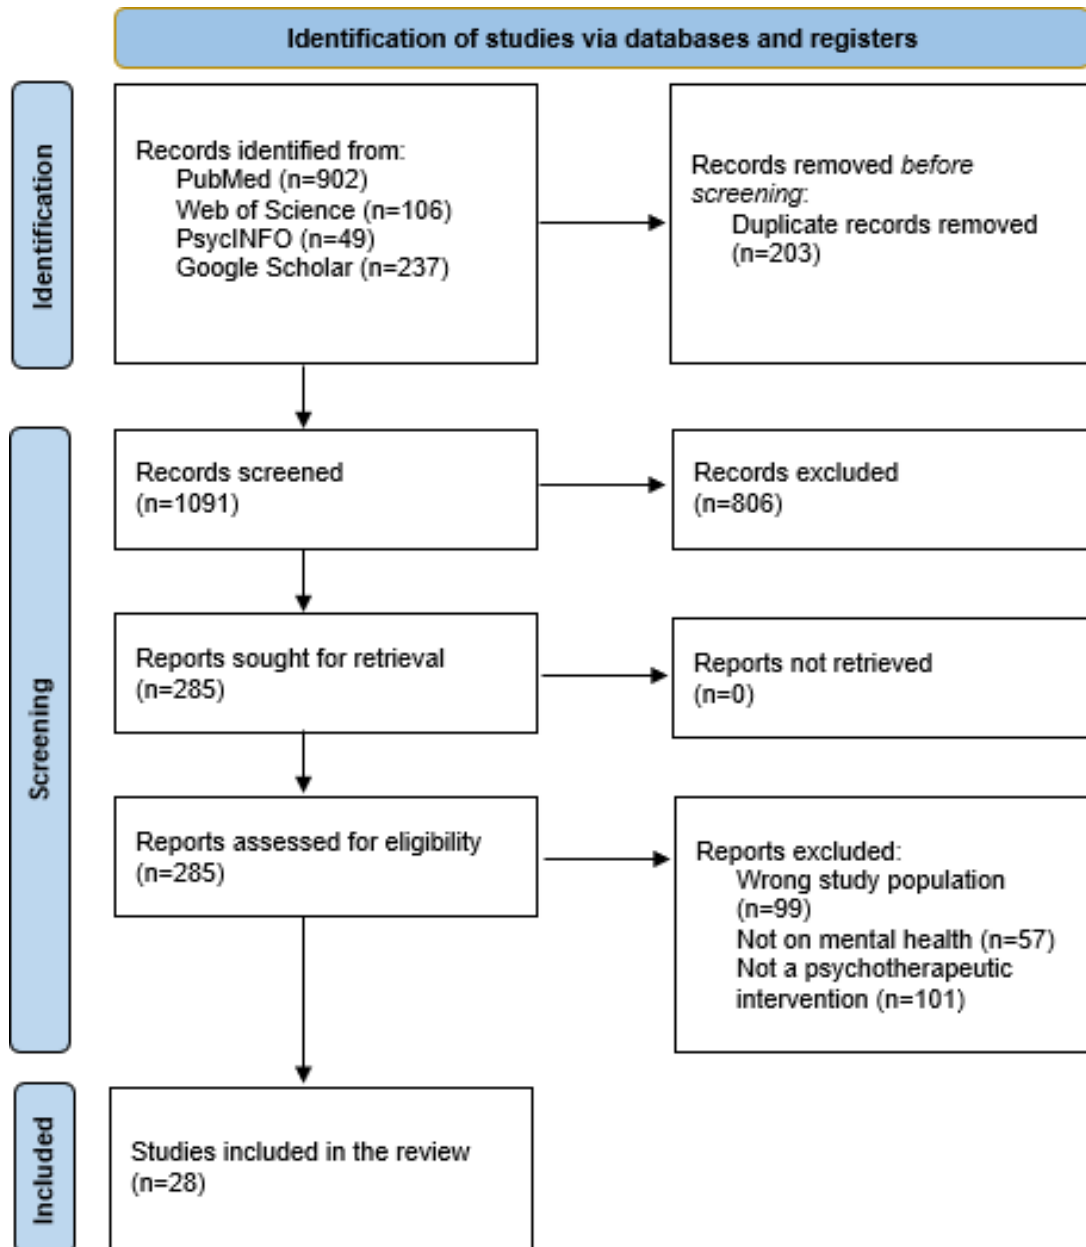 Identification of studies via databases and registers
Identification
Records identified from:
PubMed (n=902)
Web of Science (n=106)
PsycINFO (n=49)
Google Scholar (n=237)
Records removed before
screening:
Duplicate records removed
(n=203)
Screening
Records screened
(n=1091)
Records excluded
(n=806)
Reports sought for retrieval
(n=285)
Reports not retrieved
(n=0)
Reports assessed for eligibility
(n=285)
Reports excluded:
Wrong study population
(n=99)
Not on mental health (n=57)
Not a psychotherapeutic
intervention (n=101)
Included
Studies included in the review
(n=28)